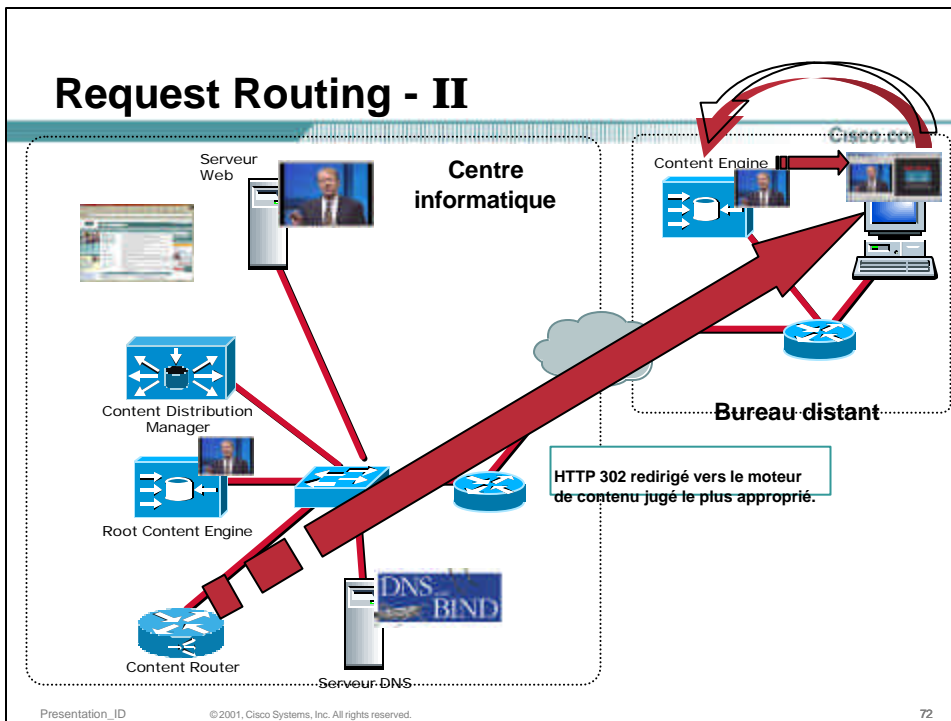 Request Routing - II
Cisco.com
Serveur
Web
Centre
informatique
Content Engine
Content Distribution
Manager
Bureau distant
Root Content Engine
HTTP 302 redirigé vers le moteur
de contenu jugé le plus approprié.
DNS
BIND
Content Router
Serveur DNS
Presentation_ID
© 2001, Cisco Systems, Inc. All rights reserved.
72